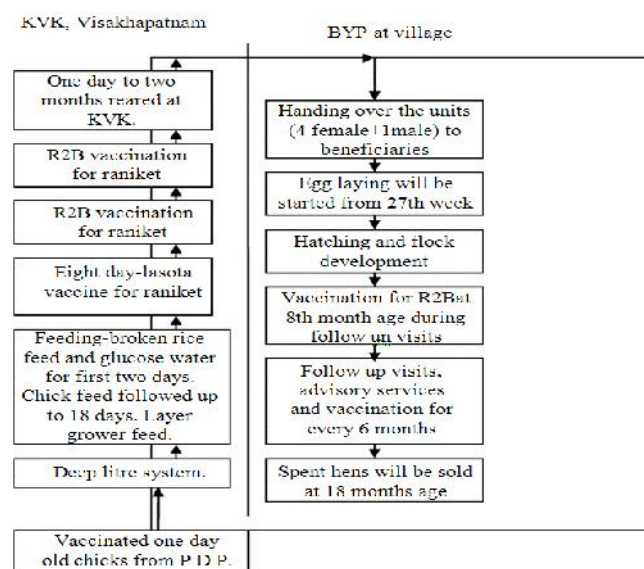 KVK, Visakhapatnam
One day to two
months reared at
KVK.
R2B vaccination
for raniket
R2B vaccination
for raniket
Eight day-lasota
vaccine for raniket
Feeding-broken rice
feed and glucose water
for first two days.
Chick feed followed up
to 18 days. Layer
grower feed.
Deep litre system.
Vaccinated one day
old chicks from P.D.P.
BYP at village
Handing over the units
(4 female+1male) to
beneficiaries
Egg laying will be
started from 27th week
Hatching and flock
development
Vaccination for R2Bat
8th month age during
follow un visits
Follow up visits,
advisory services
and vaccination for
every 6 months
Spent hens will be sold
at 18 months age